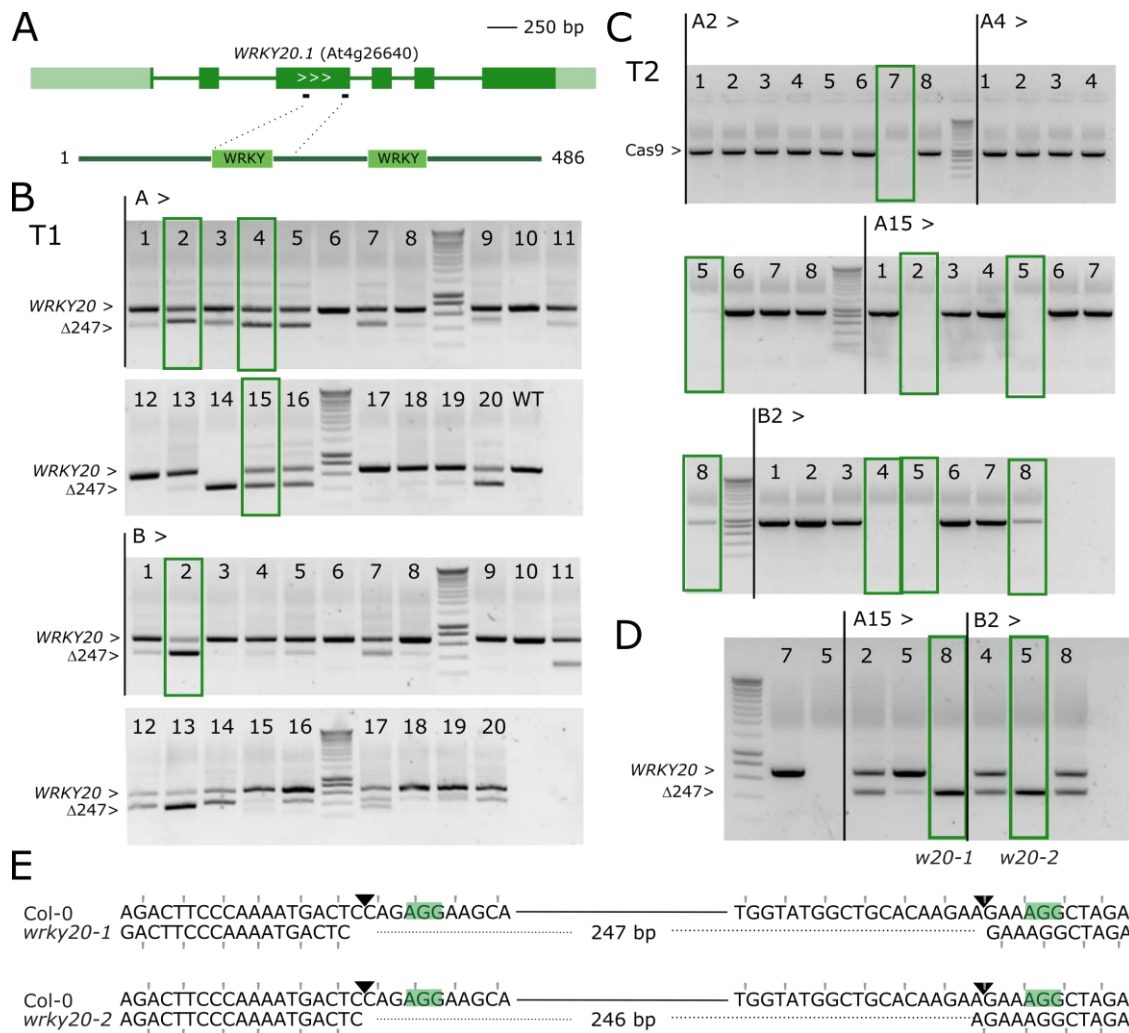 A
250 bp
WRKY20.1 (At4g26640)
>>>
1 WRKY WRKY 486
B
A >
T1
1 2 3 4 5 6 7 8 9 10 11
WRKY20 >
Δ247>
12 13 14 15 16 17 18 19 20 WT
WRKY20 >
Δ247>
B >
1 2 3 4 5 6 7 8 9 10 11
WRKY20 >
Δ247>
12 13 14 15 16 17 18 19 20
WRKY20 >
Δ247>
C
A2 > A4 >
T2
1 2 3 4 5 6 7 8 1 2 3 4
Cas9 >
A15 >
5 6 7 8 1 2 3 4 5 6 7
B2 >
8 1 2 3 4 5 6 7 8
D
A15 > B2 >
7 5 2 5 8 4 5 8
WRKY20 >
Δ247>
w20-1 w20-2
E
Col-0 AGACTTCCCAAAATGACTCCAGAGGAAGCA TGGTATGGCTGCACAAGAAGAAAGGCTAGA
wrky20-1 GACTTCCCAAAATGACTC 247 bp GAAAGGCTAGA
Col-0 AGACTTCCCAAAATGACTCCAGAGGAAGCA TGGTATGGCTGCACAAGAAGAAAGGCTAGA
wrky20-2 GACTTCCCAAAATGACTC 246 bp AGAAAGGCTAGA